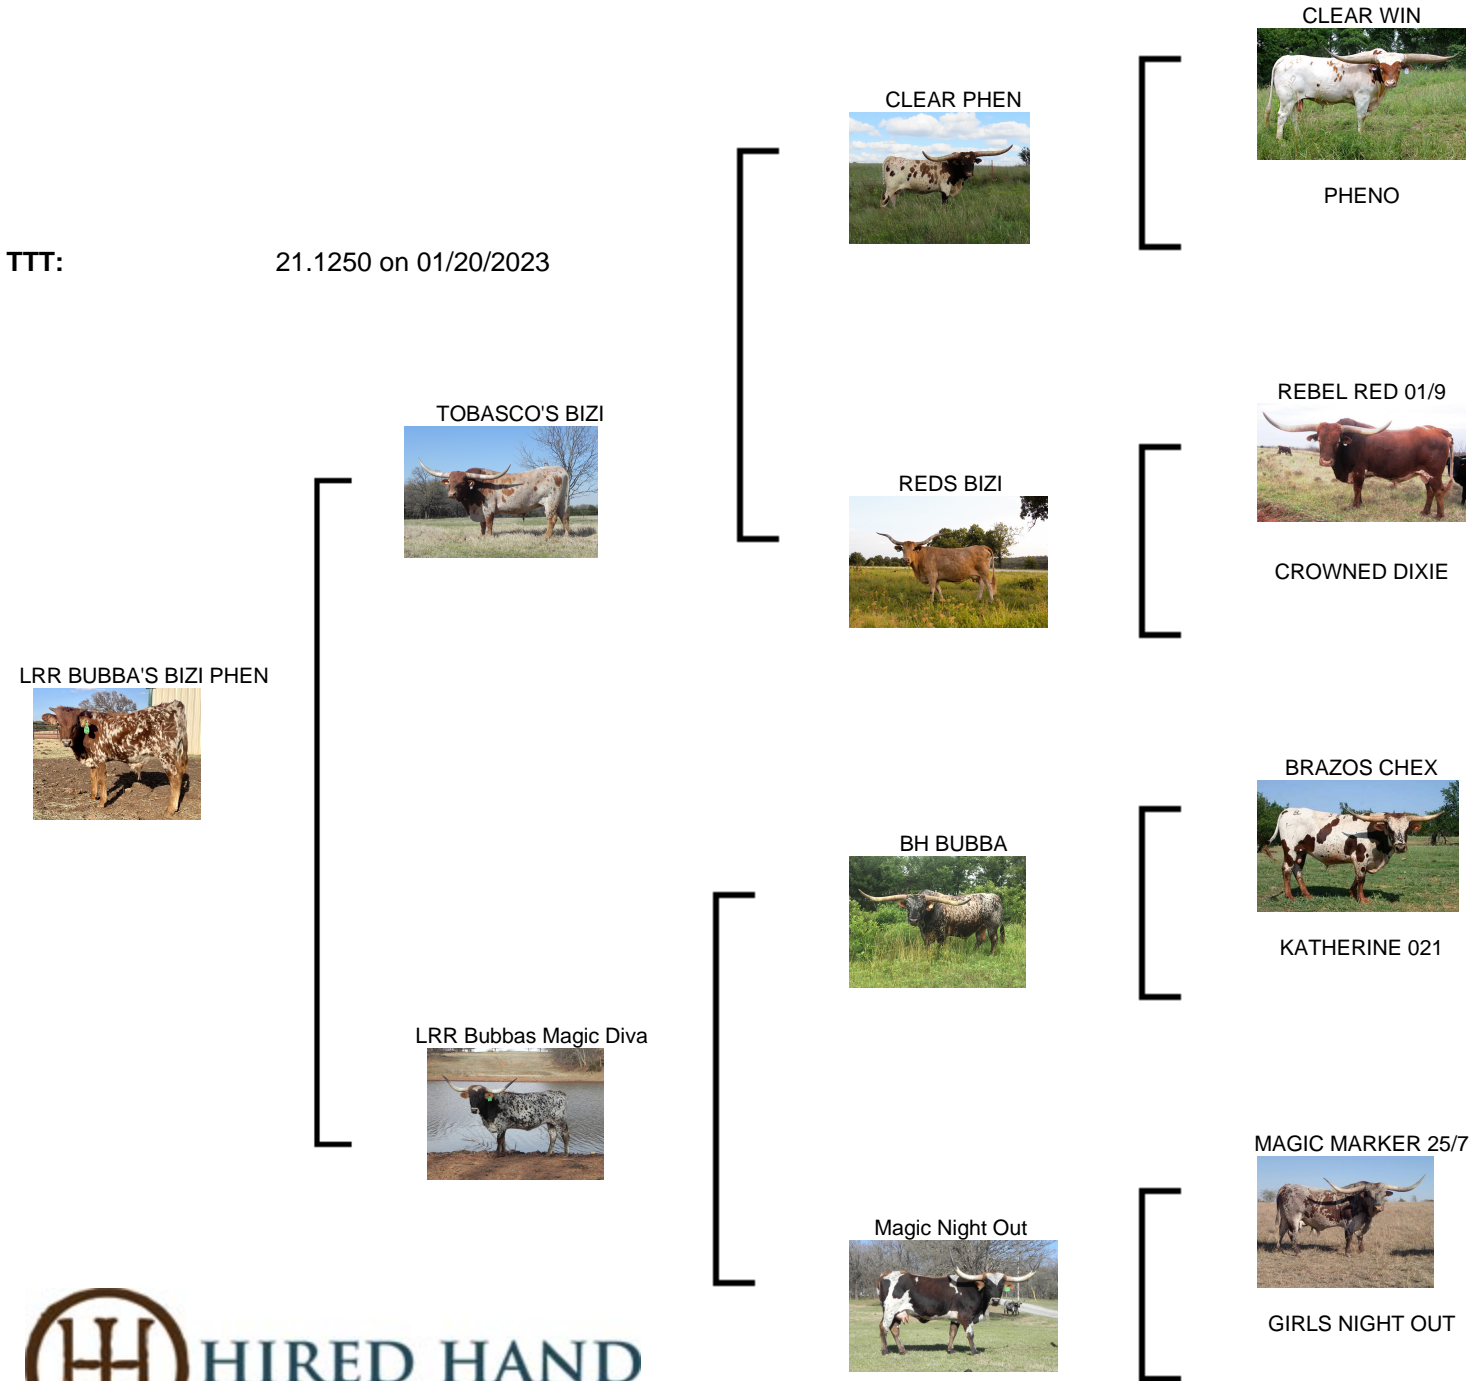 CLEAR WIN
CLEAR PHEN
PHENO
TTT: 21.1250 on 01/20/2023
REBEL RED 01/9
TOBASCO'S BIZI
REDS BIZI
CROWNED DIXIE
LRR BUBBA'S BIZI PHEN
BRAZOS CHEX
BH BUBBA
KATHERINE 021
LRR Bubbas Magic Diva
MAGIC MARKER 25/7
Magic Night Out
GIRLS NIGHT OUT
HIRED HAND